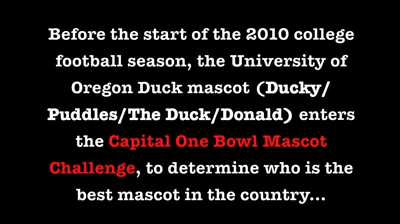 Before the start of the 2010 college
football season, the University of
Oregon Duck mascot (Ducky/
Puddles/The Duck/Donald) enters
the Capital One Bowl Mascot
Challenge, to determine who is the
best mascot in the country...